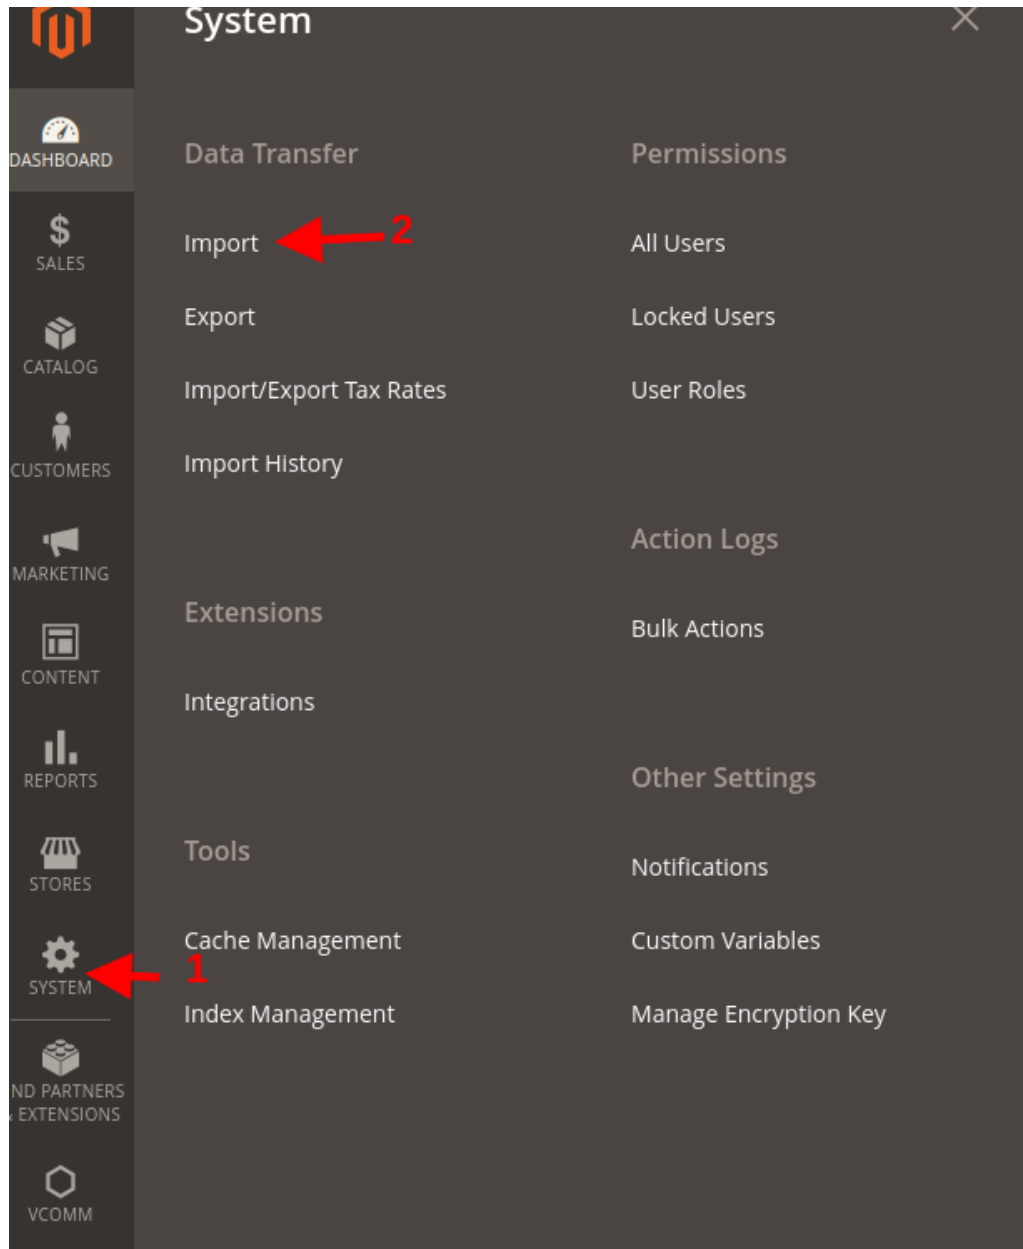 System
DASHBOARD
SALES
CATALOG
CUSTOMERS
MARKETING
CONTENT
REPORTS
STORES
SYSTEM
ND PARTNERS
& EXTENSIONS
VCOMM
Data Transfer
Import
2
Export
Import/Export Tax Rates
Import History
Extensions
Integrations
Tools
Cache Management
1
Index Management
Permissions
All Users
Locked Users
User Roles
Action Logs
Bulk Actions
Other Settings
Notifications
Custom Variables
Manage Encryption Key